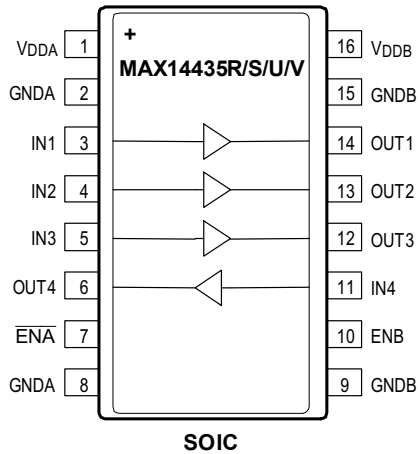 +
MAX14435R/S/U/V
VDDA 1 16 VDDB
GNDA 2 15 GNDB
IN1 3 14 OUT1
IN2 4 13 OUT2
IN3 5 12 OUT3
OUT4 6 11 IN4
E̅N̅A̅ 7 10 ENB
GNDA 8 9 GNDB
SOIC